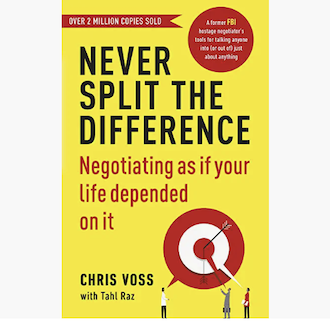 OVER 2 MILLION COPIES SOLD
A former FBI
hostage negotiator's
tools for talking anyone
into (or out of) just
about anything
NEVER
SPLIT THE
DIFFERENCE
Negotiating as if your
life depended
on it
CHRIS VOSS
with Tahl Raz